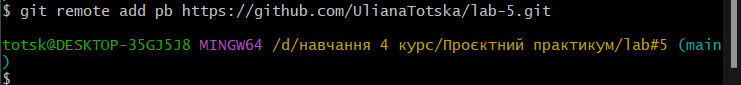 $ git remote add pb https://github.com/UlianaTotska/lab-5.git
totsk@DESKTOP-35GJ5J8 MINGW64 /d/навчання 4 курс/Проєктний практикум/lab#5 (main
)
$